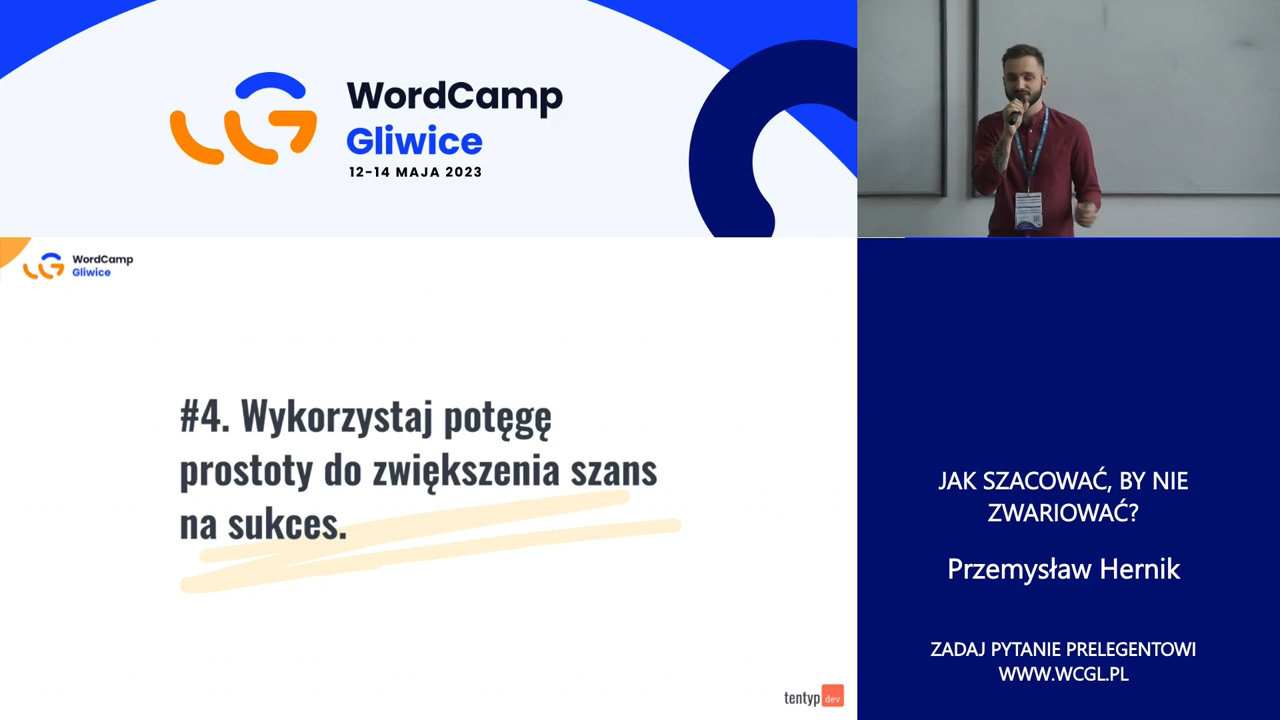 WordCamp
Gliwice
12-14 MAJA 2023
WordCamp
Gliwice
#4. Wykorzystaj potęgę
prostoty do zwiększenia szans
na sukces.
tentyp dev
JAK SZACOWAĆ, BY NIE
ZWARIOWAĆ?
Przemysław Hernik
ZADAJ PYTANIE PRELEGENTOWI
WWW.WCGL.PL